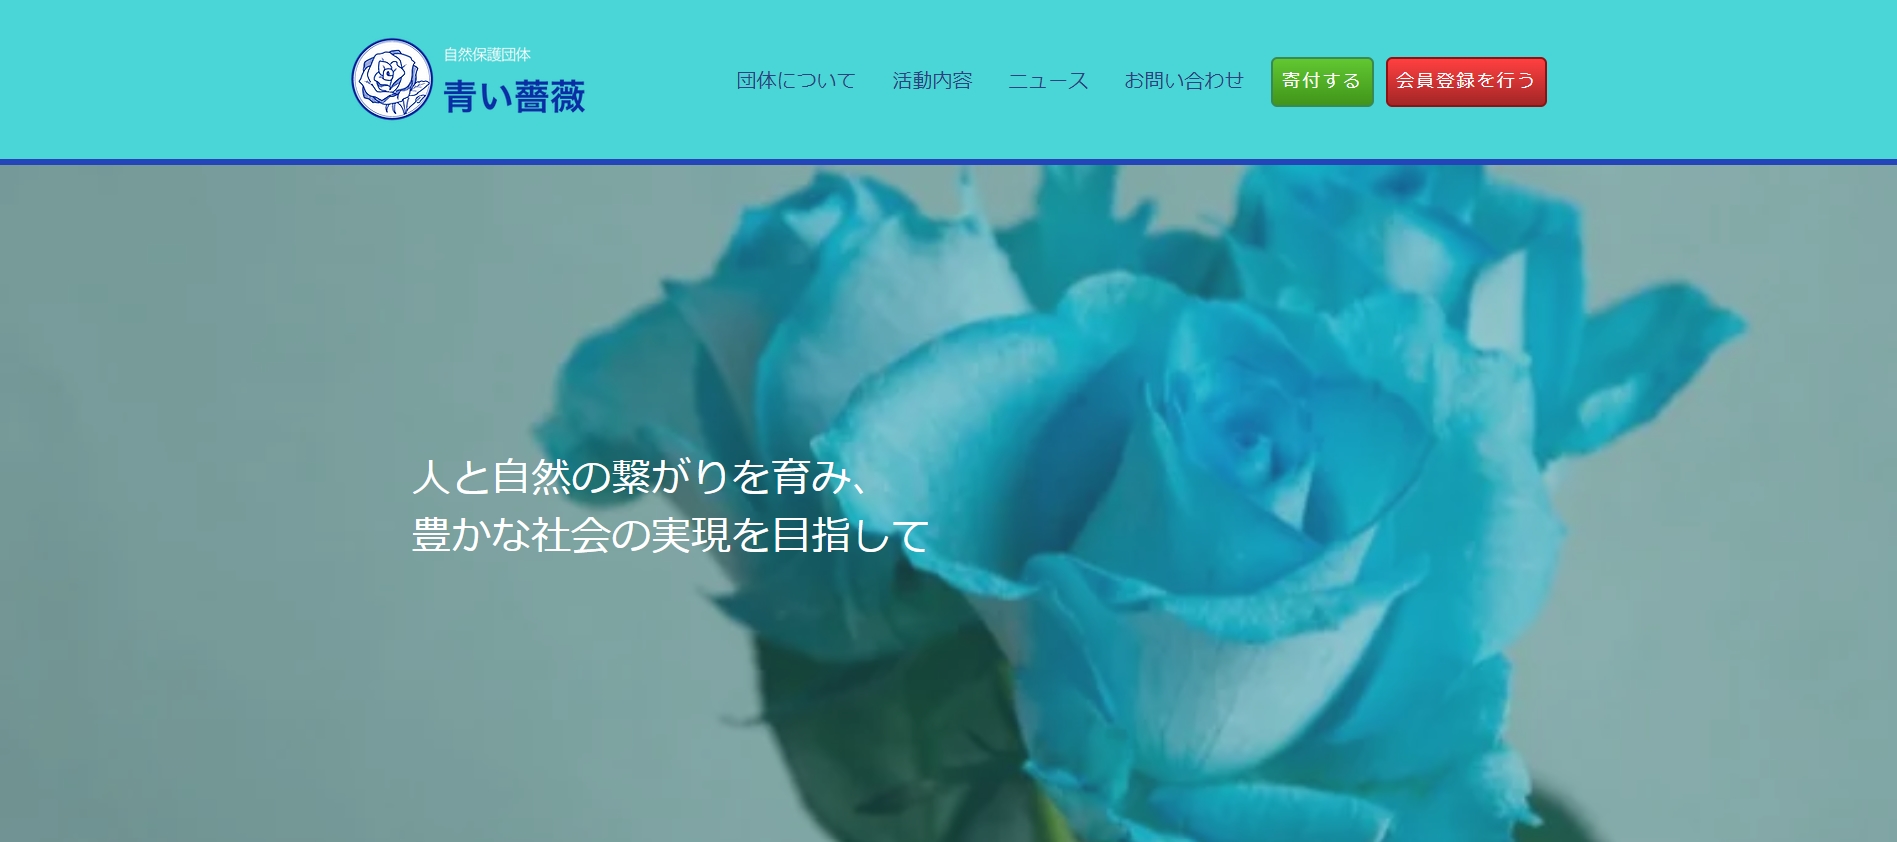 自然保護団体
青い薔薇
団体について 活動内容 ニュース お問い合わせ 寄付する 会員登録を行う
人と自然の繋がりを育み、
豊かな社会の実現を目指して